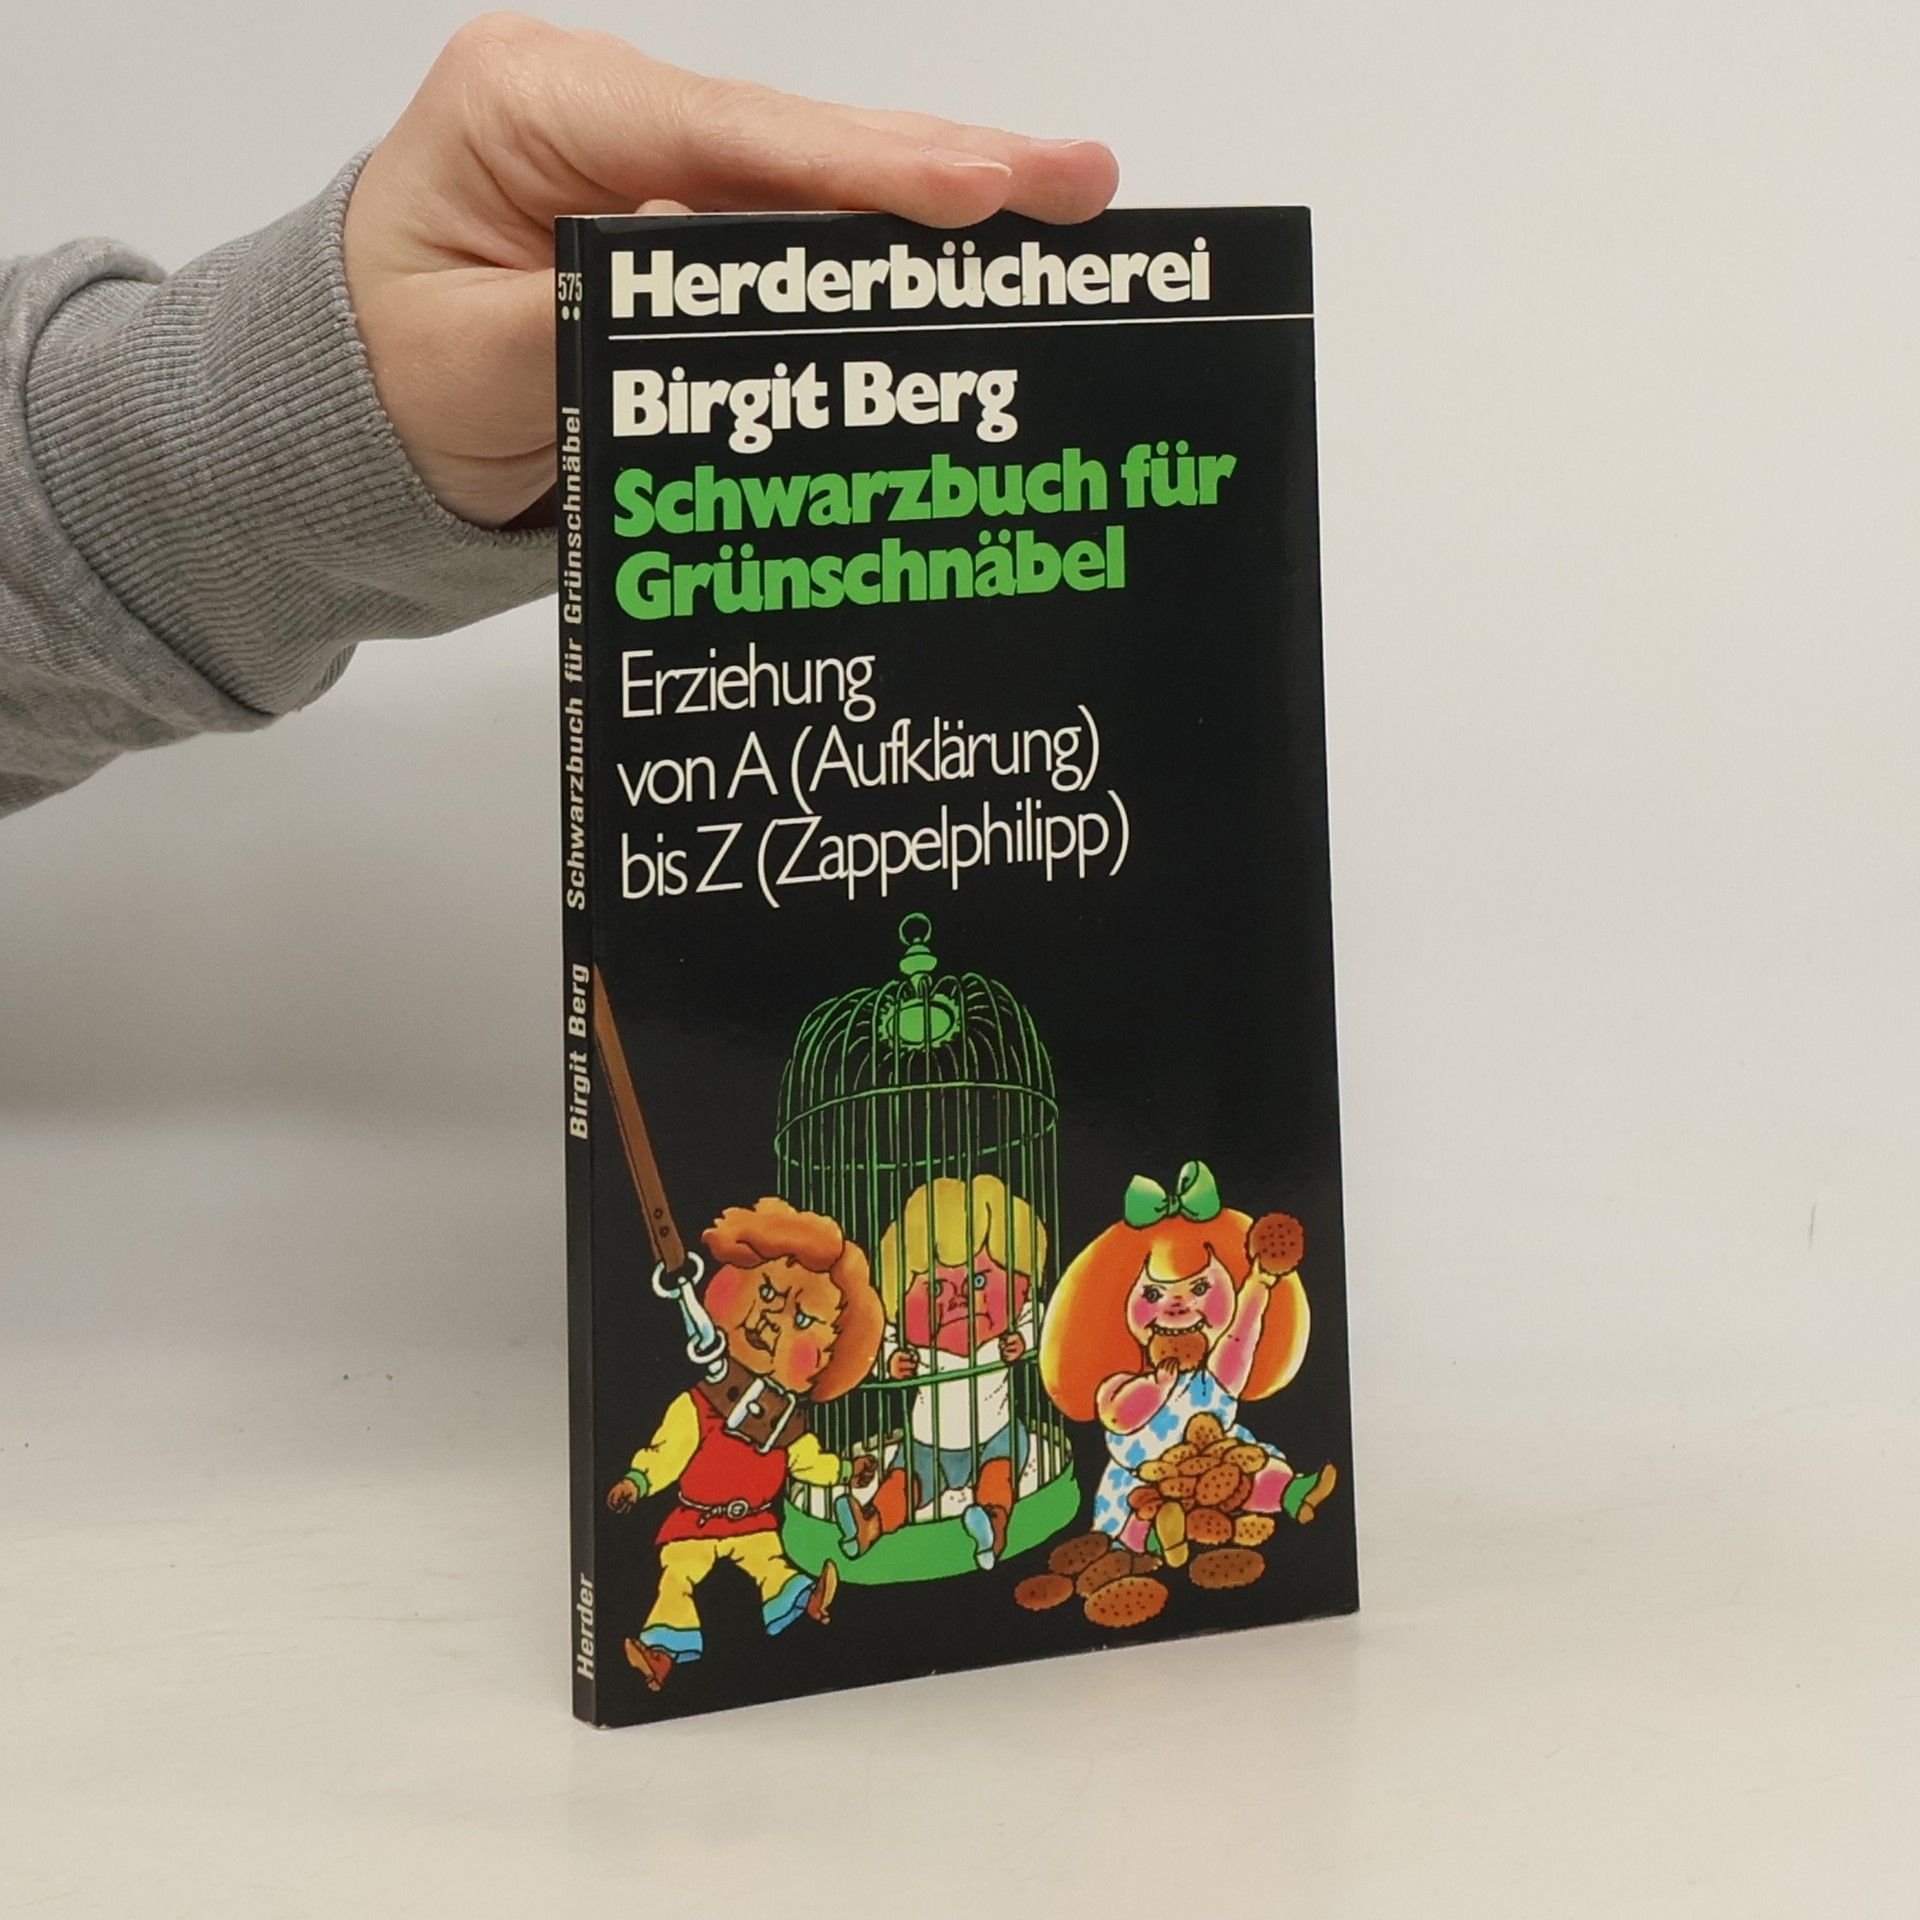 Herderbücherei
Birgit Berg
Schwarzbuch für
Grünschnäbel
Erziehung
von A (Aufklärung)
bis Z (Zappelphilipp)
575
Birgit Berg Schwarzbuch für Grünschnäbel
Herder